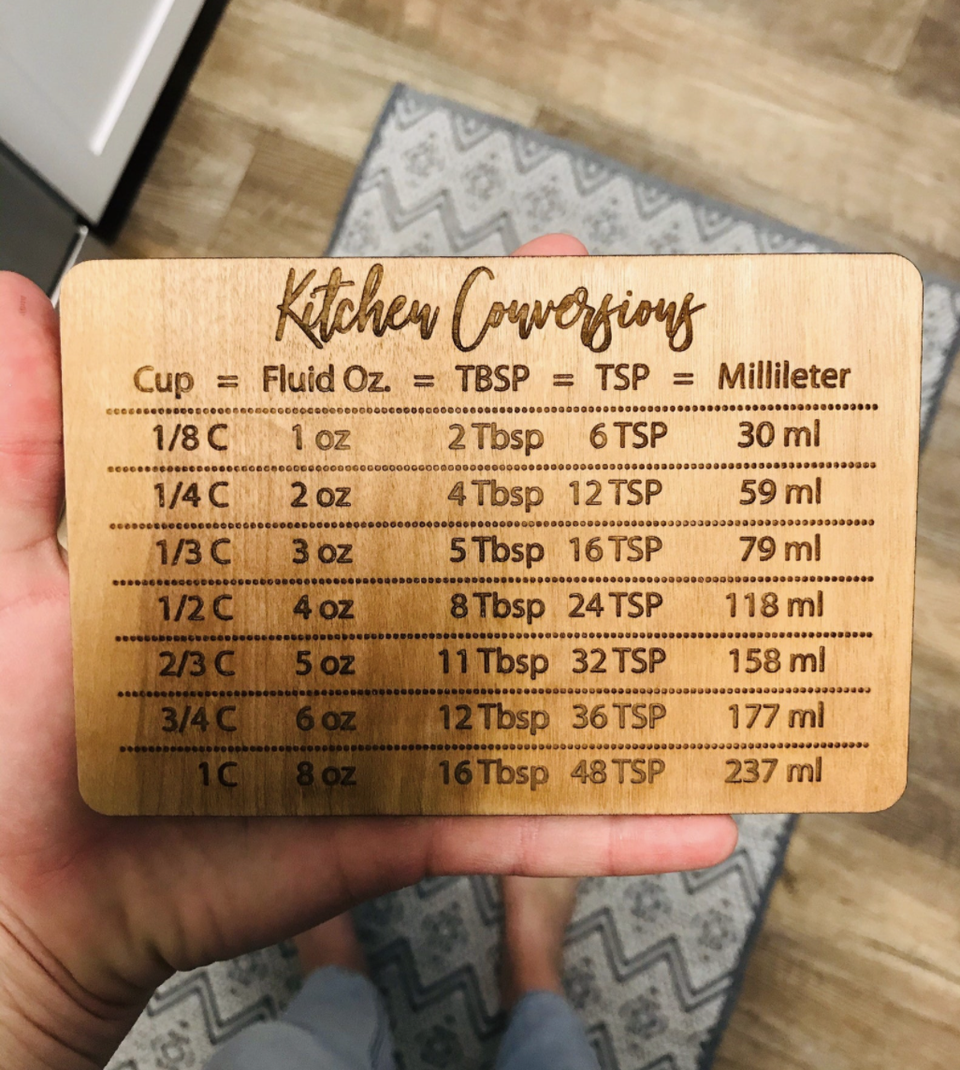 Kitchen Conversions
Cup = Fluid Oz. = TBSP = TSP = Millileter
1/8 C 1 oz 2 Tbsp 6 TSP 30 ml
1/4 C 2 oz 4 Tbsp 12 TSP 59 ml
1/3 C 3 oz 5 Tbsp 16 TSP 79 ml
1/2 C 4 oz 8 Tbsp 24 TSP 118 ml
2/3 C 5 oz 11 Tbsp 32 TSP 158 ml
3/4 C 6 oz 12 Tbsp 36 TSP 177 ml
1 C 8 oz 16 Tbsp 48 TSP 237 ml